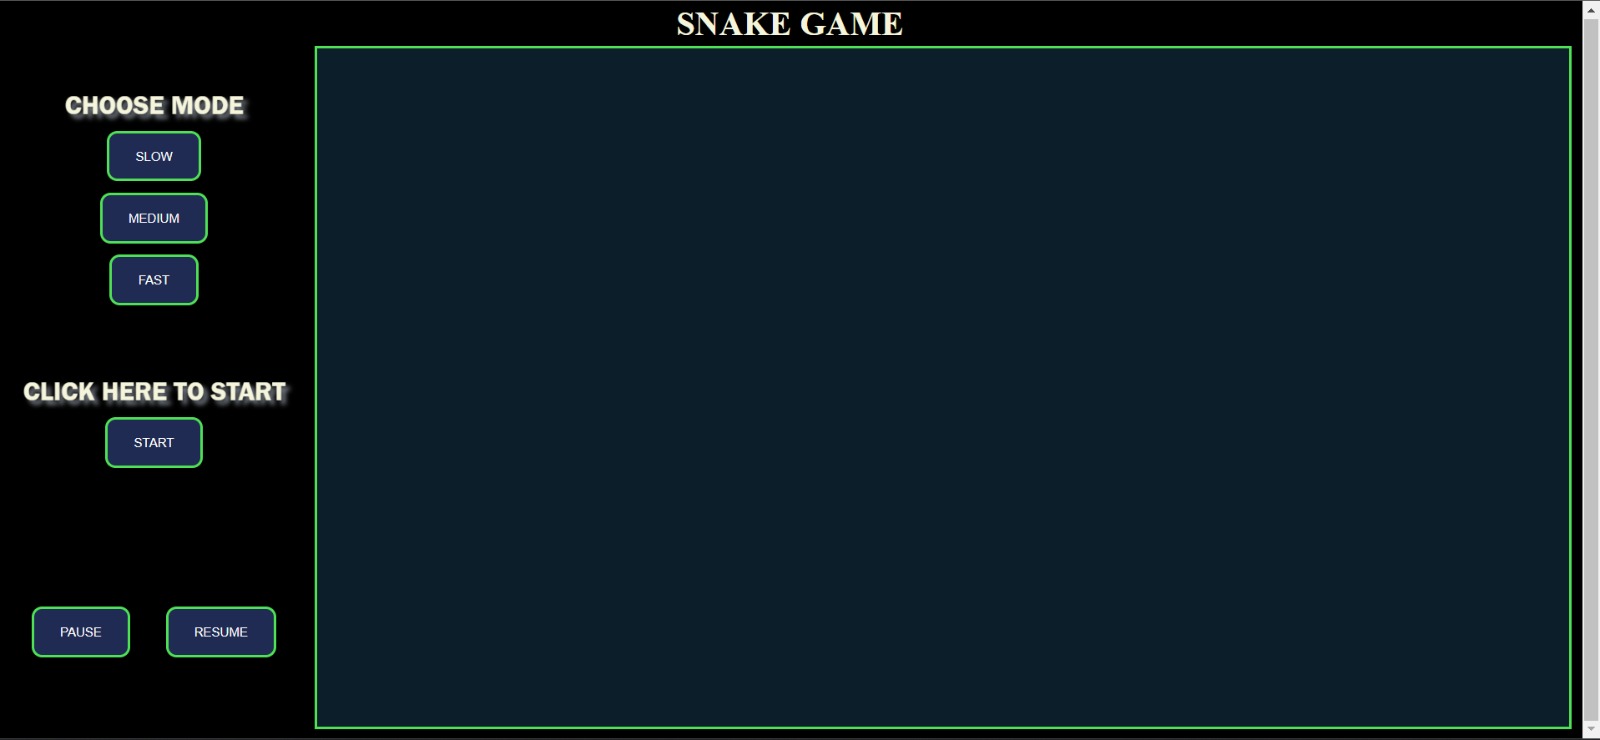 SNAKE GAME
CHOOSE MODE
SLOW
MEDIUM
FAST
CLICK HERE TO START
START
PAUSE RESUME